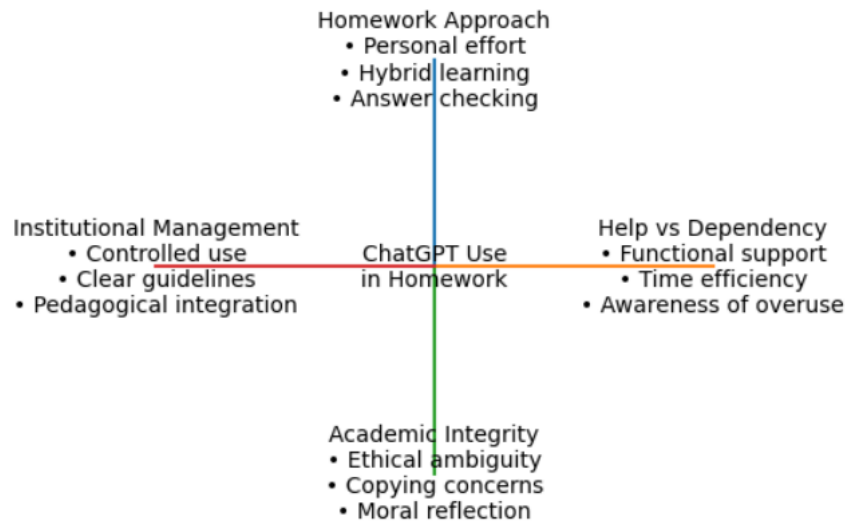 Homework Approach
• Personal effort
• Hybrid learning
• Answer checking
Institutional Management
• Controlled use
• Clear guidelines
• Pedagogical integration
ChatGPT Use
in Homework
Help vs Dependency
• Functional support
• Time efficiency
• Awareness of overuse
Academic Integrity
• Ethical ambiguity
• Copying concerns
• Moral reflection